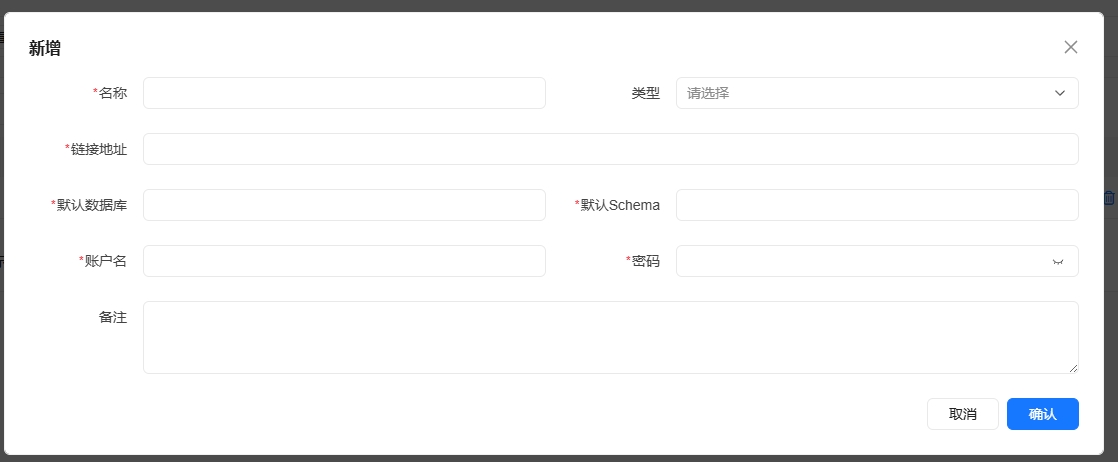 新增
*名称 类型 请选择
*链接地址
*默认数据库 *默认Schema
*账户名 *密码
备注
取消 确认